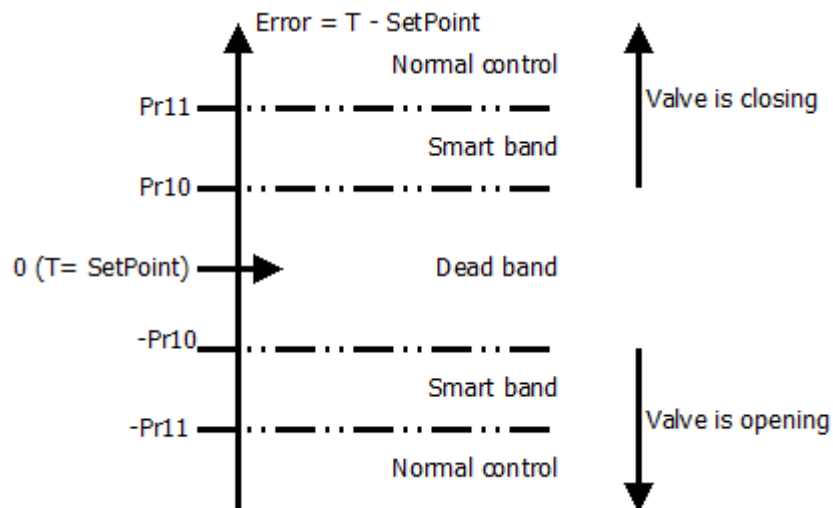 Error = T - SetPoint
Normal control
Pr11
Valve is closing
Smart band
Pr10
0 (T= SetPoint)
Dead band
-Pr10
Smart band
-Pr11
Valve is opening
Normal control